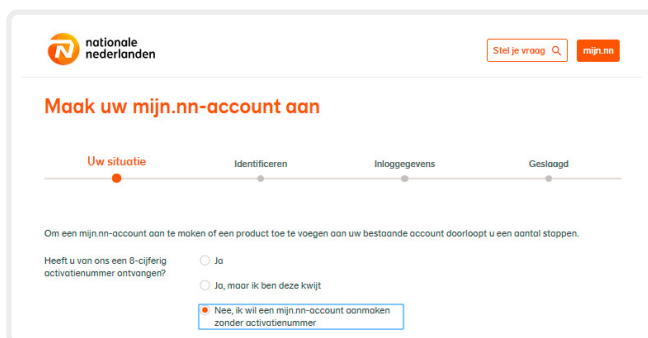 nationale
nederlanden
Stel je vraag
mijn.nn
Maak uw mijn.nn-account aan
Uw situatie
Identificeren
Inloggegevens
Geslaagd
Om een mijn.nn-account aan te maken of een product toe te voegen aan uw bestaande account doorloopt u een aantal stappen.
Heeft u van ons een 8-cijferig
activatienummer ontvangen?
Ja
Ja, maar ik ben deze kwijt
Nee, ik wil een mijn.nn-account aanmaken
zonder activatienummer